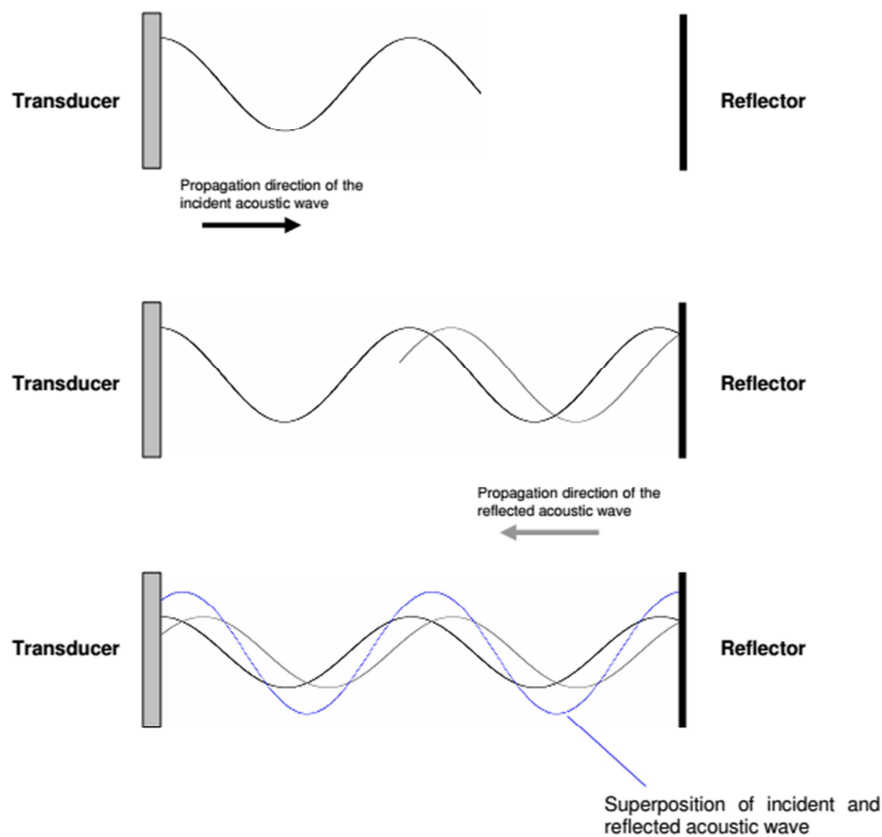 Transducer
Reflector
Propagation direction of the
incident acoustic wave
Transducer
Reflector
Propagation direction of the
reflected acoustic wave
Transducer
Reflector
Superposition of incident and
reflected acoustic wave